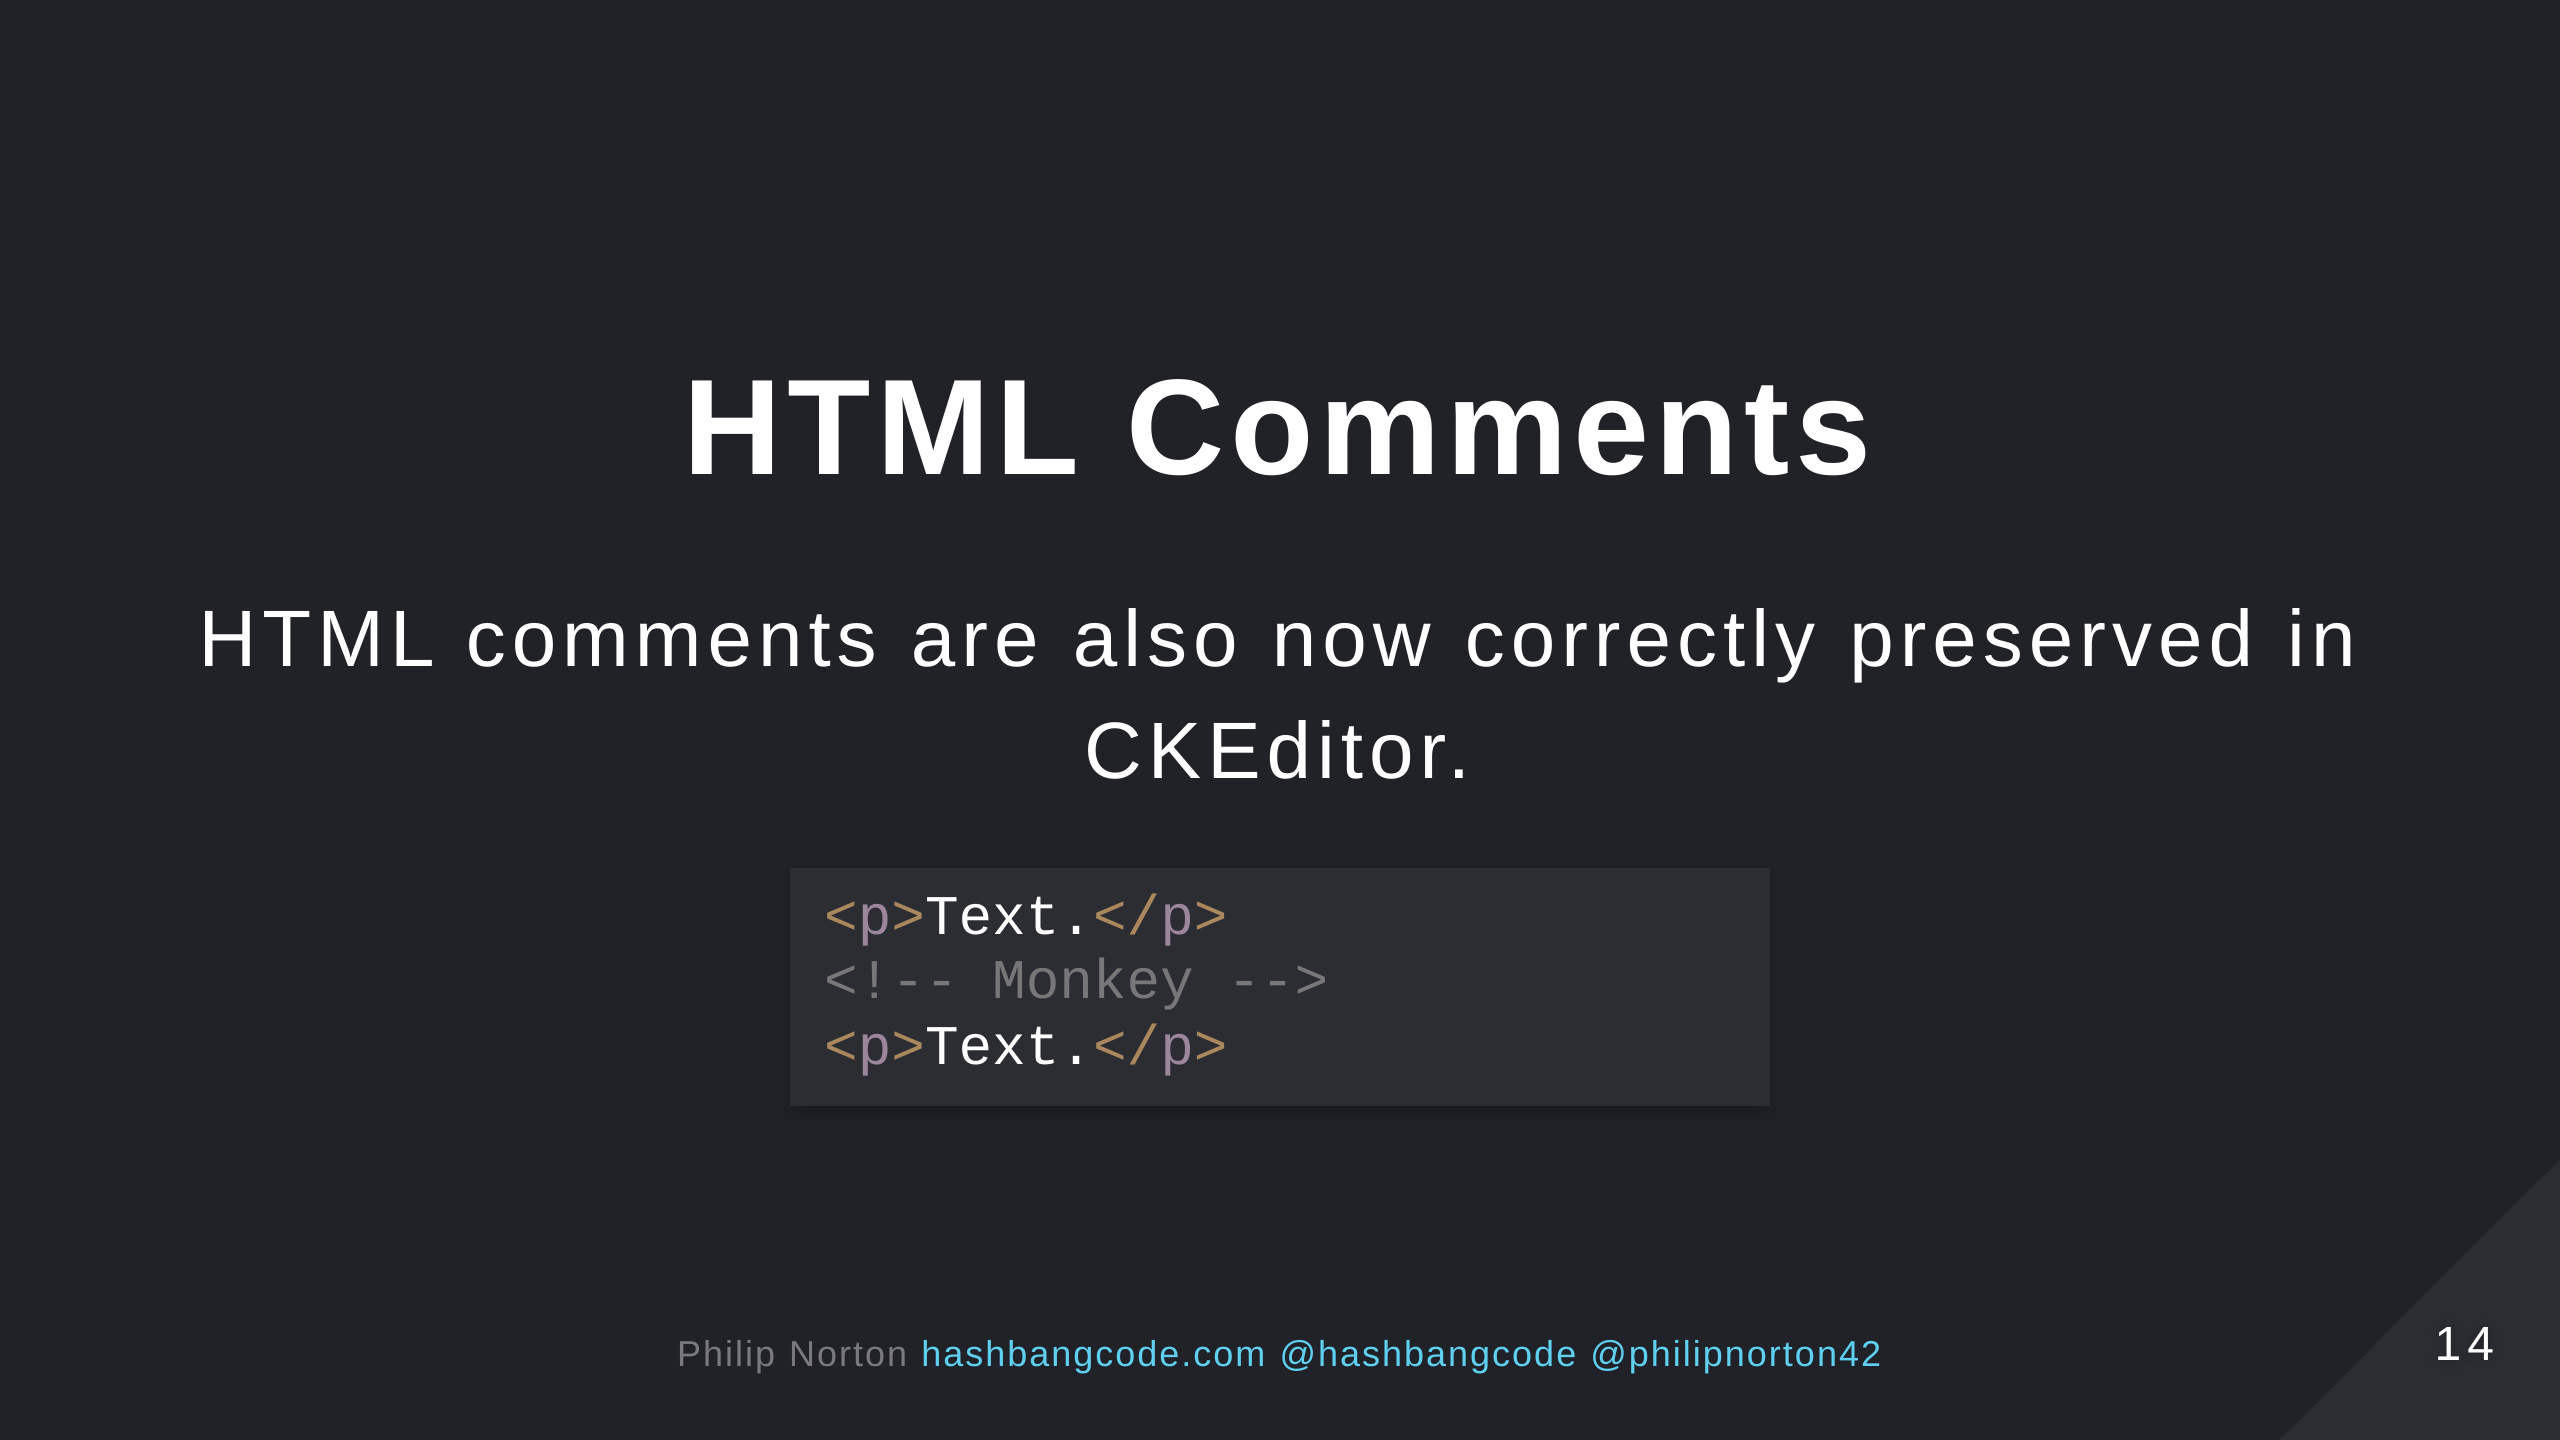 HTML Comments
HTML comments are also now correctly preserved in
CKEditor.
<p>Text.</p>
<!-- Monkey -->
<p>Text.</p>
Philip Norton hashbangcode.com @hashbangcode @philipnorton42
14